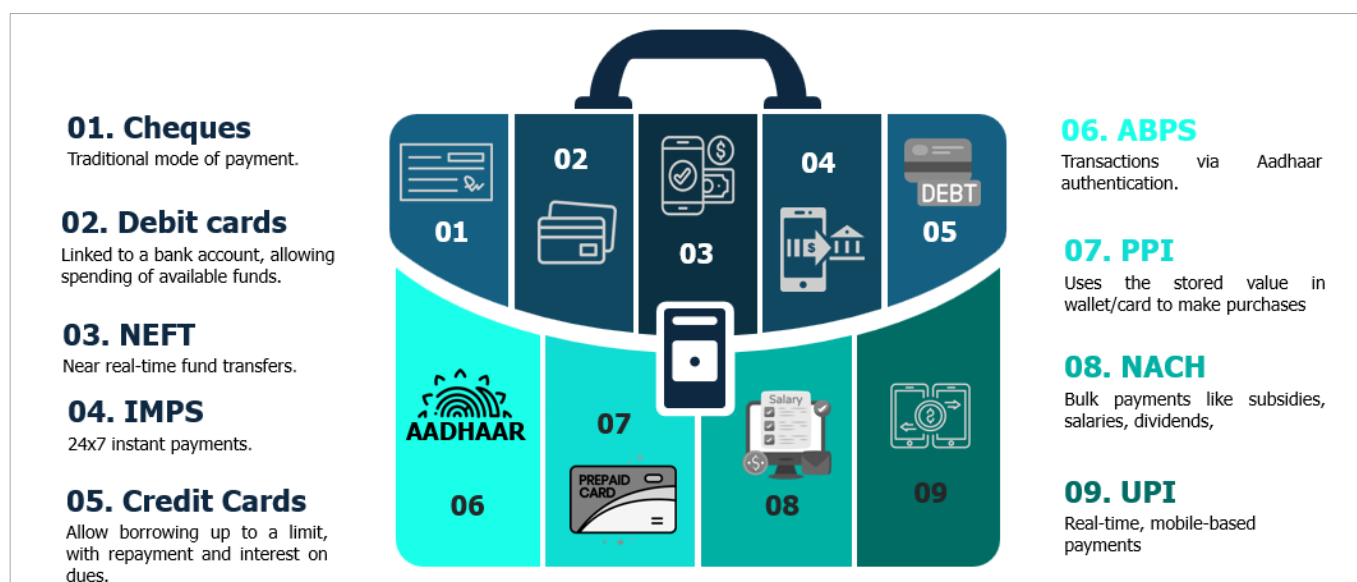 01. Cheques
Traditional mode of payment.
02. Debit cards
Linked to a bank account, allowing
spending of available funds.
03. NEFT
Near real-time fund transfers.
04. IMPS
24x7 instant payments.
05. Credit Cards
Allow borrowing up to a limit,
with repayment and interest on
dues.
01
02
$
03
04
$
DEBT
05
AADHAAR
06
07
PREPAID
CARD
Salary
$
08
$
09
06. ABPS
Transactions via Aadhaar
authentication.
07. PPI
Uses the stored value in
wallet/card to make purchases
08. NACH
Bulk payments like subsidies,
salaries, dividends,
09. UPI
Real-time, mobile-based
payments